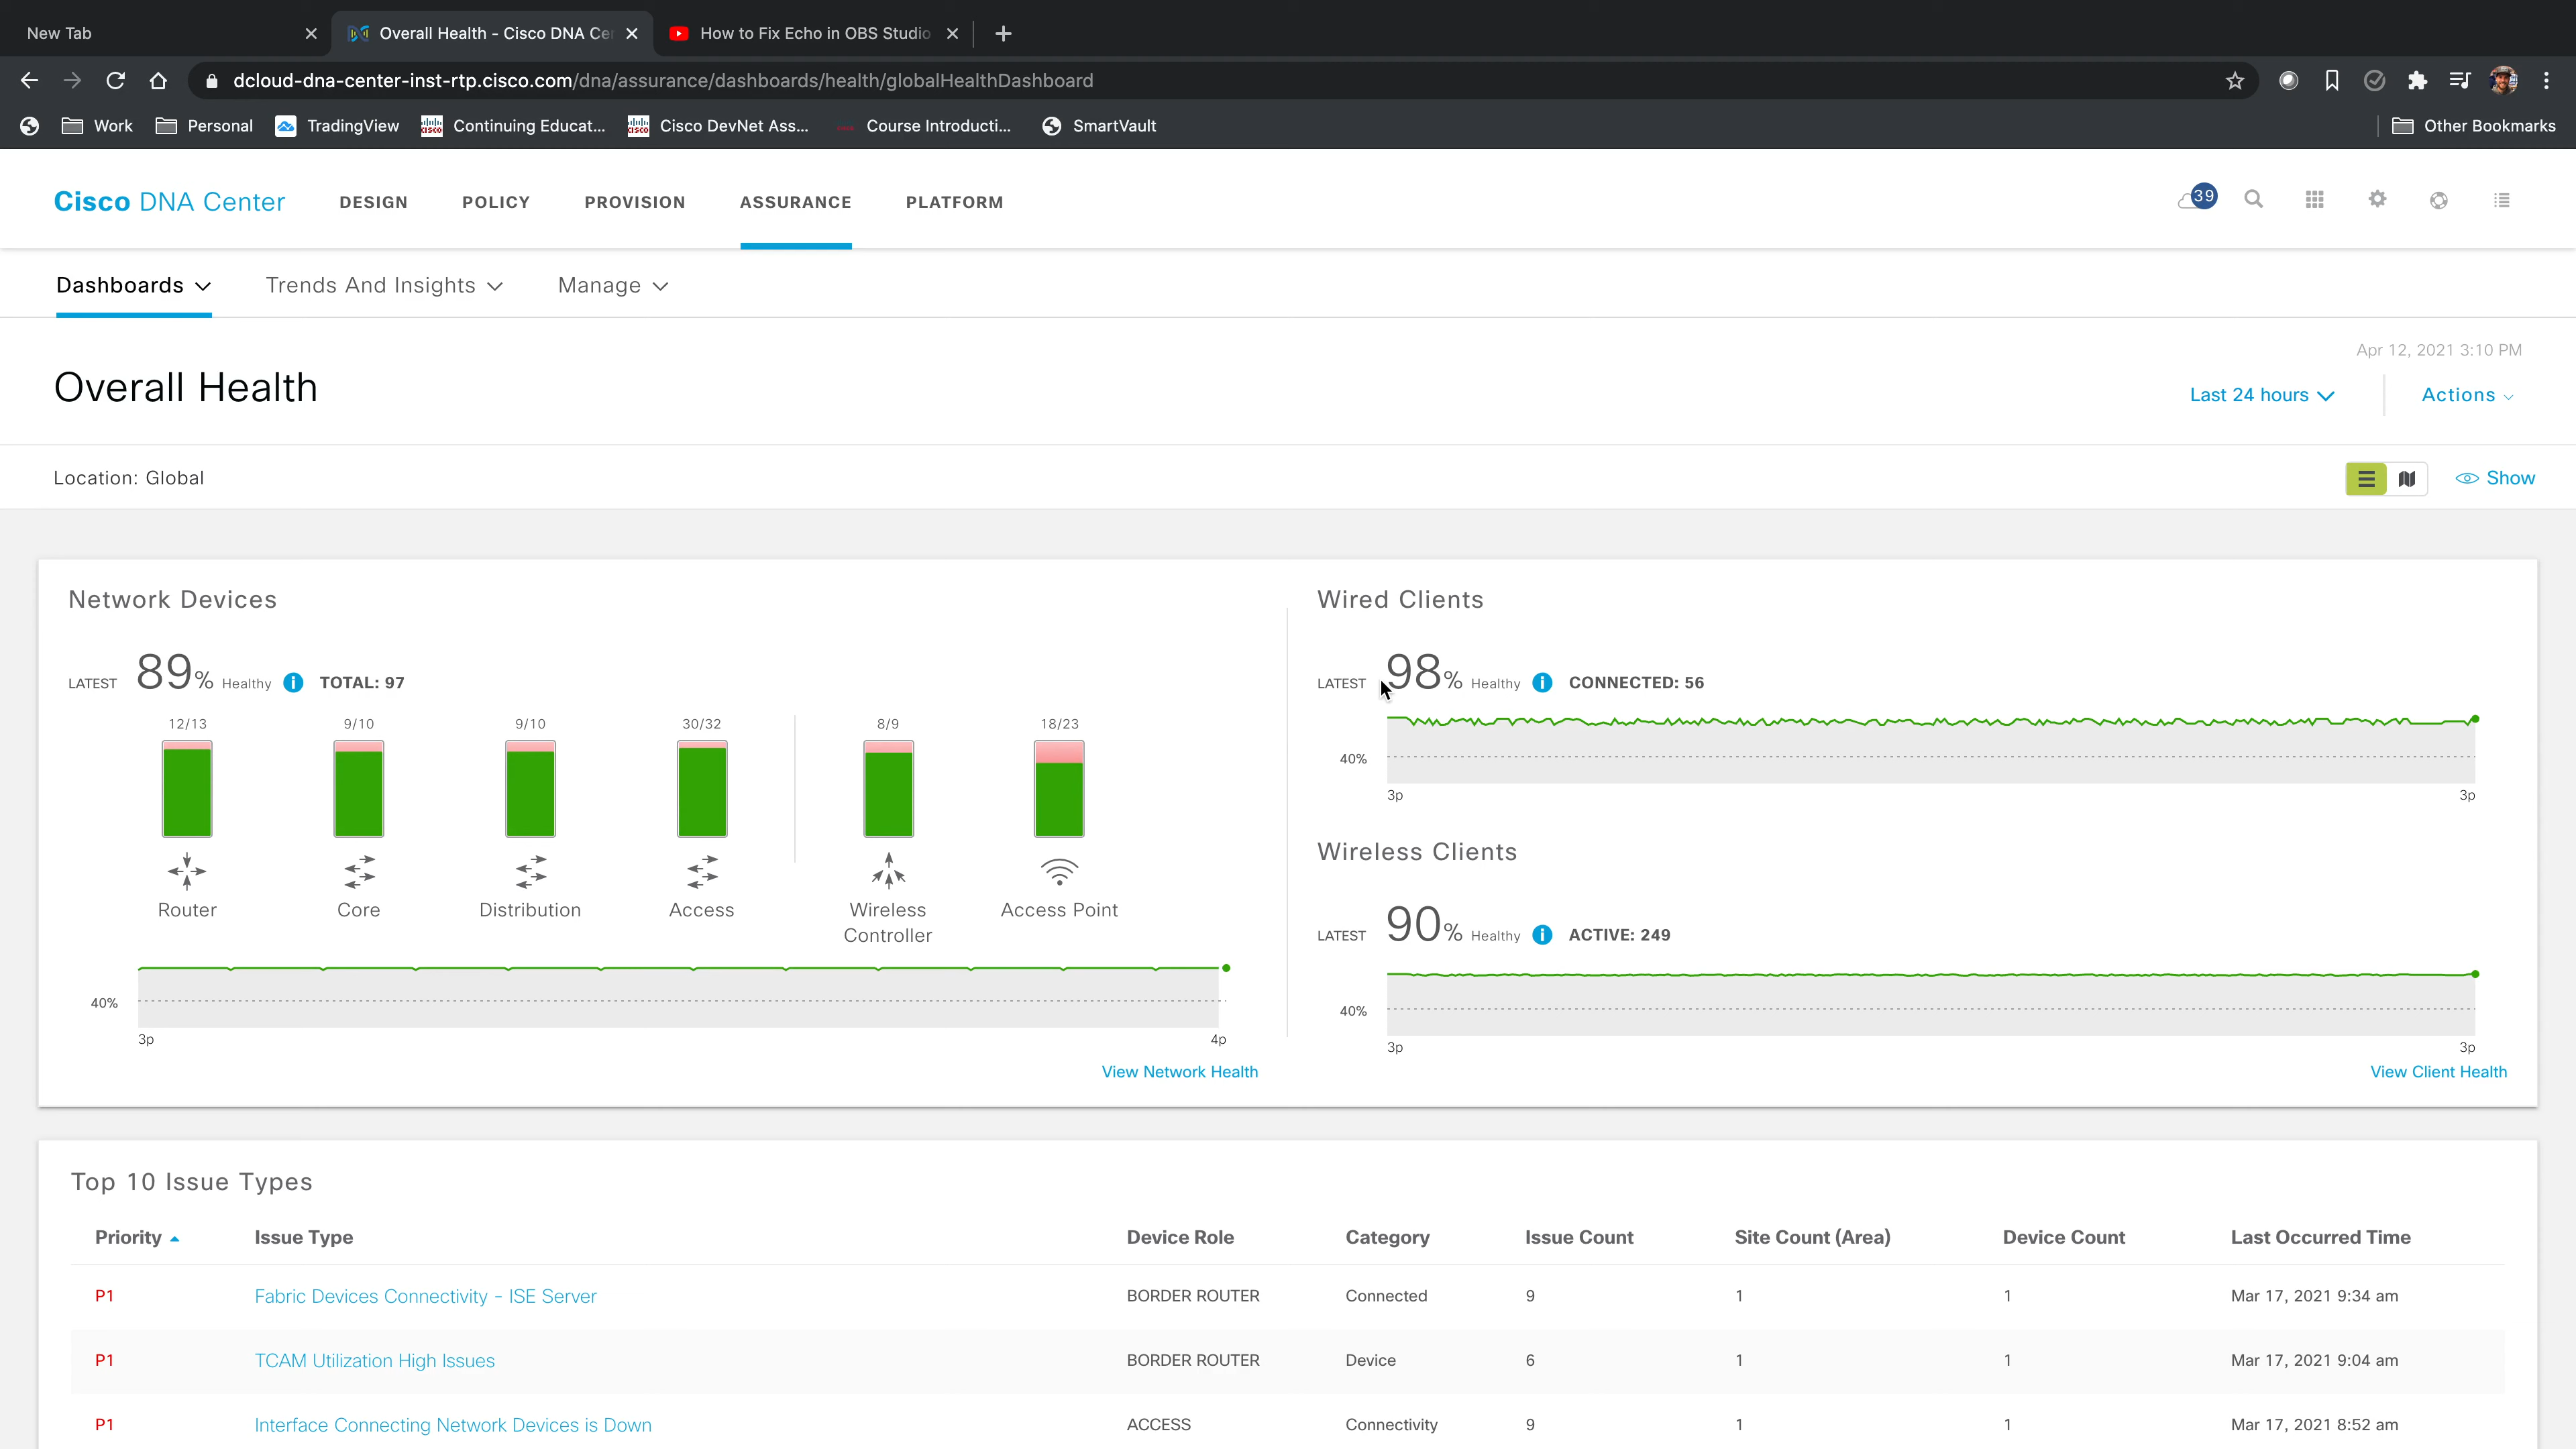 New Tab
Overall Health - Cisco DNA Ce
How to Fix Echo in OBS Studio
dcloud-dna-center-inst-rtp.cisco.com/dna/assurance/dashboards/health/globalHealthDashboard
Work
Personal
TradingView
Continuing Educat...
Cisco DevNet Ass...
Course Introducti...
SmartVault
Other Bookmarks
Cisco DNA Center
DESIGN
POLICY
PROVISION
ASSURANCE
PLATFORM
39
Dashboards
Trends And Insights
Manage
Apr 12, 2021 3:10 PM
Overall Health
Last 24 hours
Actions
Location: Global
Show
Network Devices
LATEST 89% Healthy TOTAL: 97
12/13
9/10
9/10
30/32
8/9
18/23
Router
Core
Distribution
Access
Wireless Controller
Access Point
40%
3p
4p
View Network Health
Wired Clients
LATEST 98% Healthy CONNECTED: 56
40%
3p
3p
Wireless Clients
LATEST 90% Healthy ACTIVE: 249
40%
3p
3p
View Client Health
Top 10 Issue Types
Priority Issue Type Device Role Category Issue Count Site Count (Area) Device Count Last Occurred Time
P1 Fabric Devices Connectivity - ISE Server BORDER ROUTER Connected 9 1 1 Mar 17, 2021 9:34 am
P1 TCAM Utilization High Issues BORDER ROUTER Device 6 1 1 Mar 17, 2021 9:04 am
P1 Interface Connecting Network Devices is Down ACCESS Connectivity 9 1 1 Mar 17, 2021 8:52 am